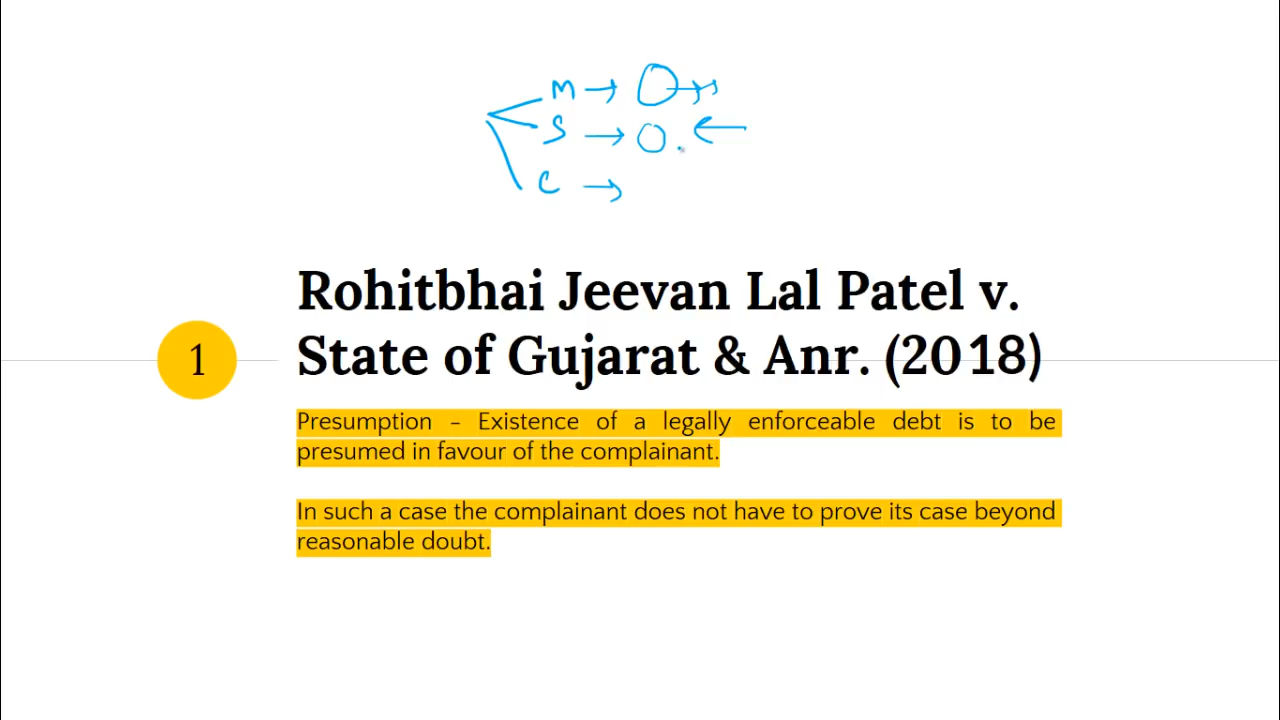 M → O →
S → O. ←
C →
Rohitbhai Jeevan Lal Patel v.
1
State of Gujarat & Anr. (2018)
Presumption - Existence of a legally enforceable debt is to be
presumed in favour of the complainant.
In such a case the complainant does not have to prove its case beyond
reasonable doubt.